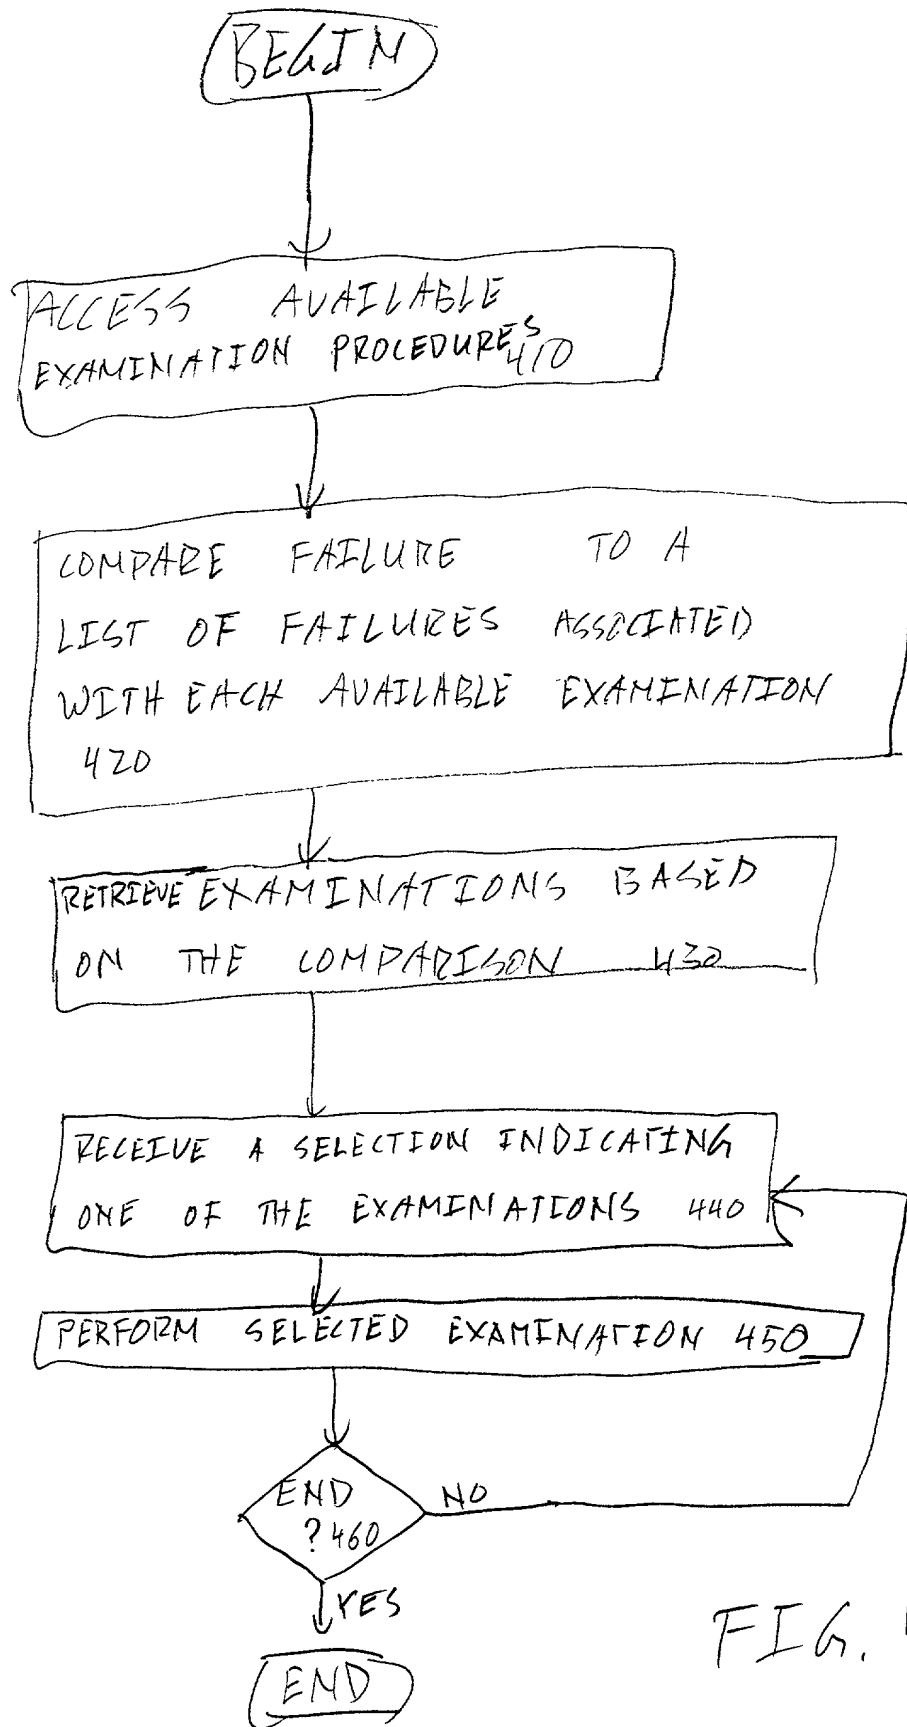 BEGIN
ACCESS AVAILABLE
EXAMINATION PROCEDURES
410
COMPARE FAILURE TO A
LIST OF FAILURES ASSOCIATED
WITH EACH AVAILABLE EXAMINATION
420
RETRIEVE EXAMINATIONS BASED
ON THE COMPARISON 430
RECEIVE A SELECTION INDICATING
ONE OF THE EXAMINATIONS 440
PERFORM SELECTED EXAMINATION 450
END
? 460
NO
YES
END
FIG.